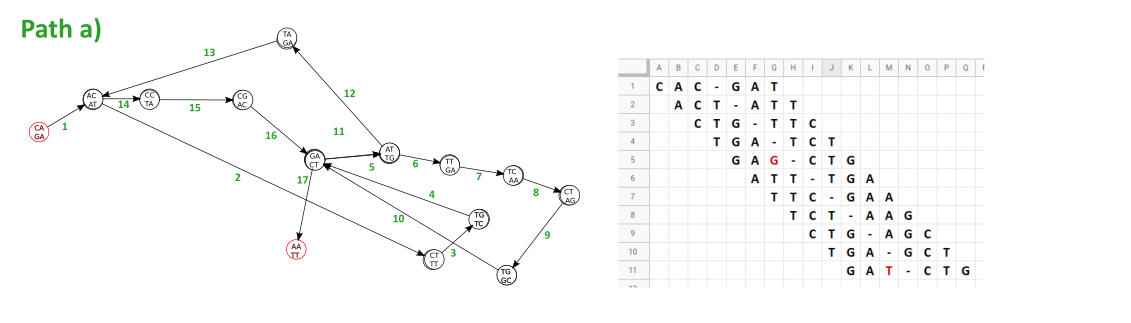 Path a)
TA
GA
13
AC
AT
14
CC
TA
15
CG
AC
12
CA
GA
1
16
11
GA
CT
5
AT
TG
6
TT
GA
7
TC
AA
8
CT
AG
2
17
4
10
TG
TC
9
AA
TT
3
CT
TT
TG
GC
A B C D E F G H I J K L M N O P Q
1 C A C - G A T
2 A C T - A T T
3 C T G - T T C
4 T G A - T C T
5 G A G - C T G
6 A T T - T G A
7 T T C - G A A
8 T C T - A A G
9 C T G - A G C
10 T G A - G C T
11 G A T - C T G